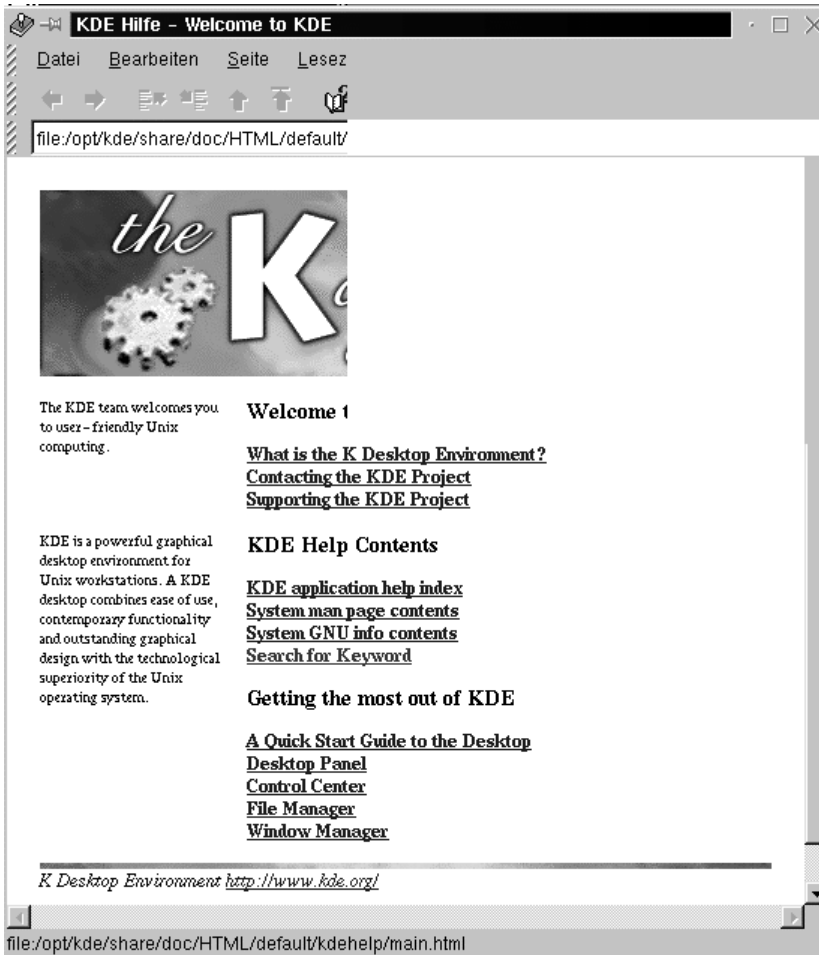 KDE Hilfe - Welcome to KDE
Datei Bearbeiten Seite Lesez
file:/opt/kde/share/doc/HTML/default/
the K
The KDE team welcomes you
to user-friendly Unix
computing.
Welcome t
What is the K Desktop Environment?
Contacting the KDE Project
Supporting the KDE Project
KDE is a powerful graphical
desktop environment for
Unix workstations. A KDE
desktop combines ease of use,
contemporary functionality
and outstanding graphical
design with the technological
superiority of the Unix
operating system.
KDE Help Contents
KDE application help index
System man page contents
System GNU info contents
Search for Keyword
Getting the most out of KDE
A Quick Start Guide to the Desktop
Desktop Panel
Control Center
File Manager
Window Manager
K Desktop Environment http://www.kde.org/
file:/opt/kde/share/doc/HTML/default/kdehelp/main.html